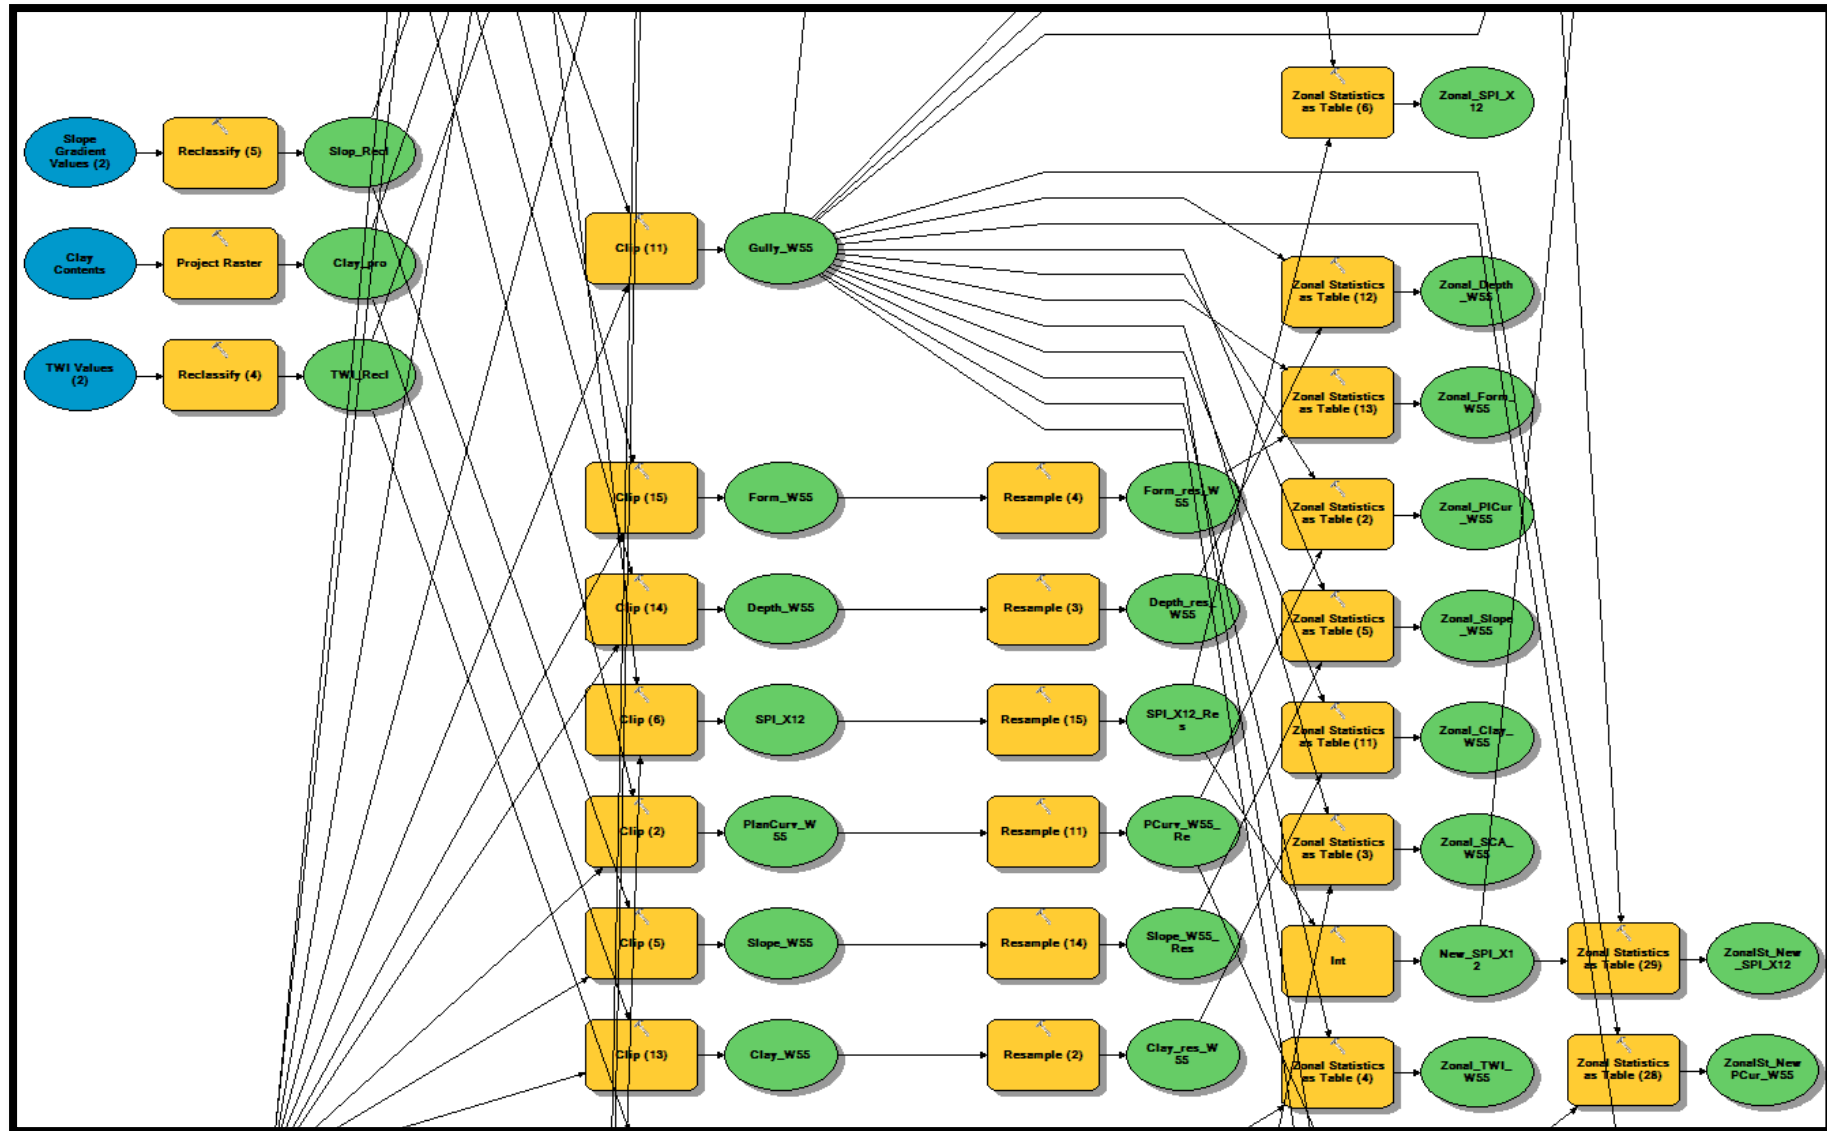 Slope
Gradient
Values (2)
Reclassify (5)
Slop_Recl
Clay
Contents
Project Raster
Clay_pro
TWI Values
(2)
Reclassify (4)
TWI_Recl
Clip (11)
Gully_W55
Clip (15)
Form_W55
Resample (4)
Form_res_W
55
Clip (14)
Depth_W55
Resample (3)
Depth_res_
W55
Clip (6)
SPI_X12
Resample (15)
SPI_X12_Re
s
Clip (2)
PlanCurv_W
55
Resample (11)
PCurv_W55_
Re
Clip (5)
Slope_W55
Resample (14)
Slope_W55_
Res
Clip (13)
Clay_W55
Resample (2)
Clay_res_W
55
Zonal Statistics
as Table (6)
Zonal_SPI_X
12
Zonal Statistics
as Table (12)
Zonal_Depth
_W55
Zonal Statistics
as Table (13)
Zonal_Form_
W55
Zonal Statistics
as Table (2)
Zonal_PlCur
_W55
Zonal Statistics
as Table (5)
Zonal_Slope
_W55
Zonal Statistics
as Table (11)
Zonal_Clay_
W55
Zonal Statistics
as Table (3)
Zonal_SCA_
W55
Int
New_SPI_X1
2
Zonal Statistics
as Table (29)
ZonalSt_New
_SPI_X12
Zonal Statistics
as Table (4)
Zonal_TWI_
W55
Zonal Statistics
as Table (28)
ZonalSt_New
PCur_W55